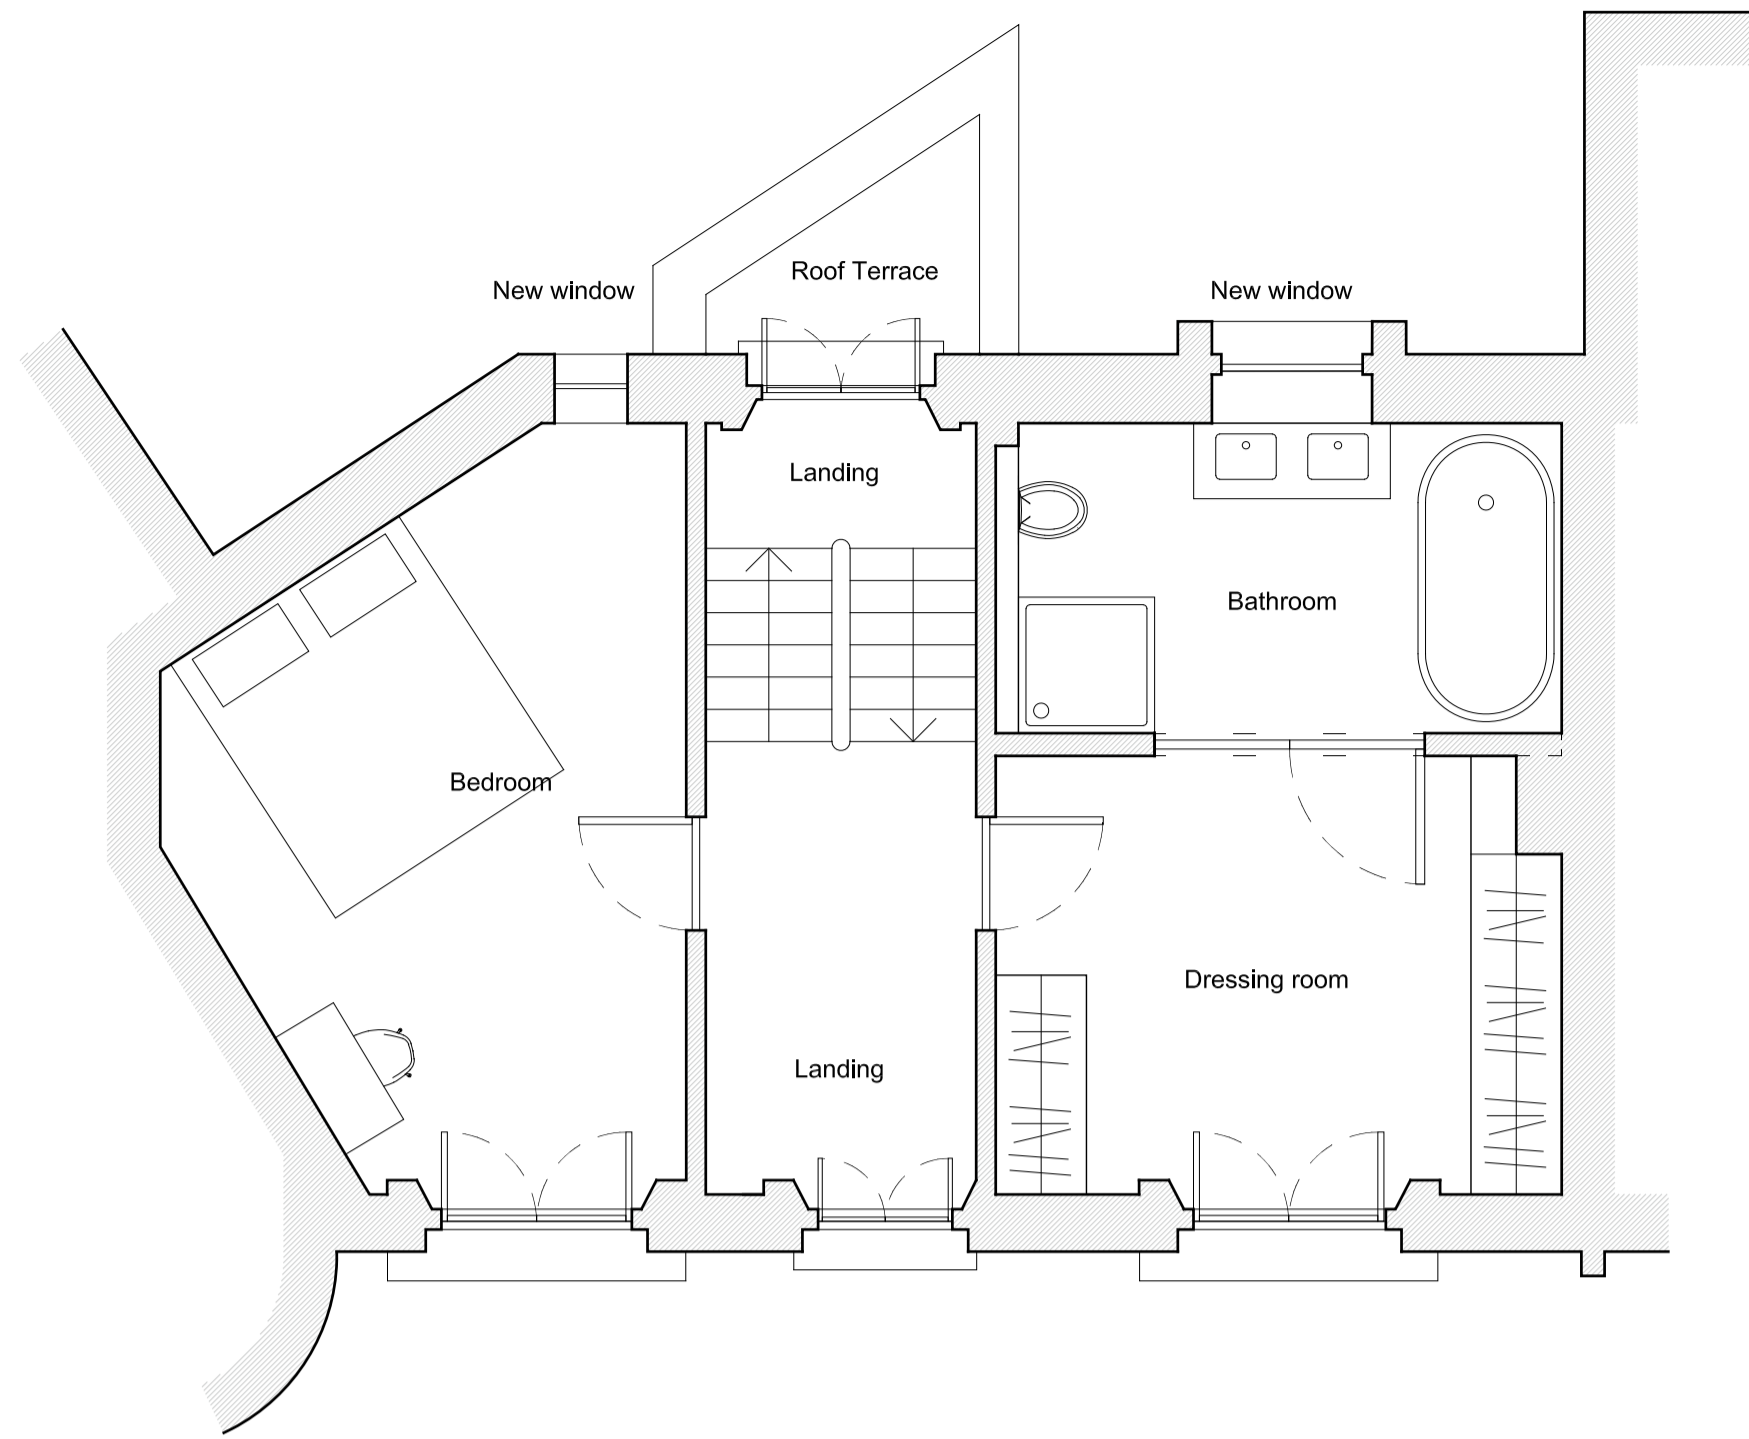 Roof Terrace
New window
New window
Landing
Bathroom
Bedroom
Dressing room
Landing